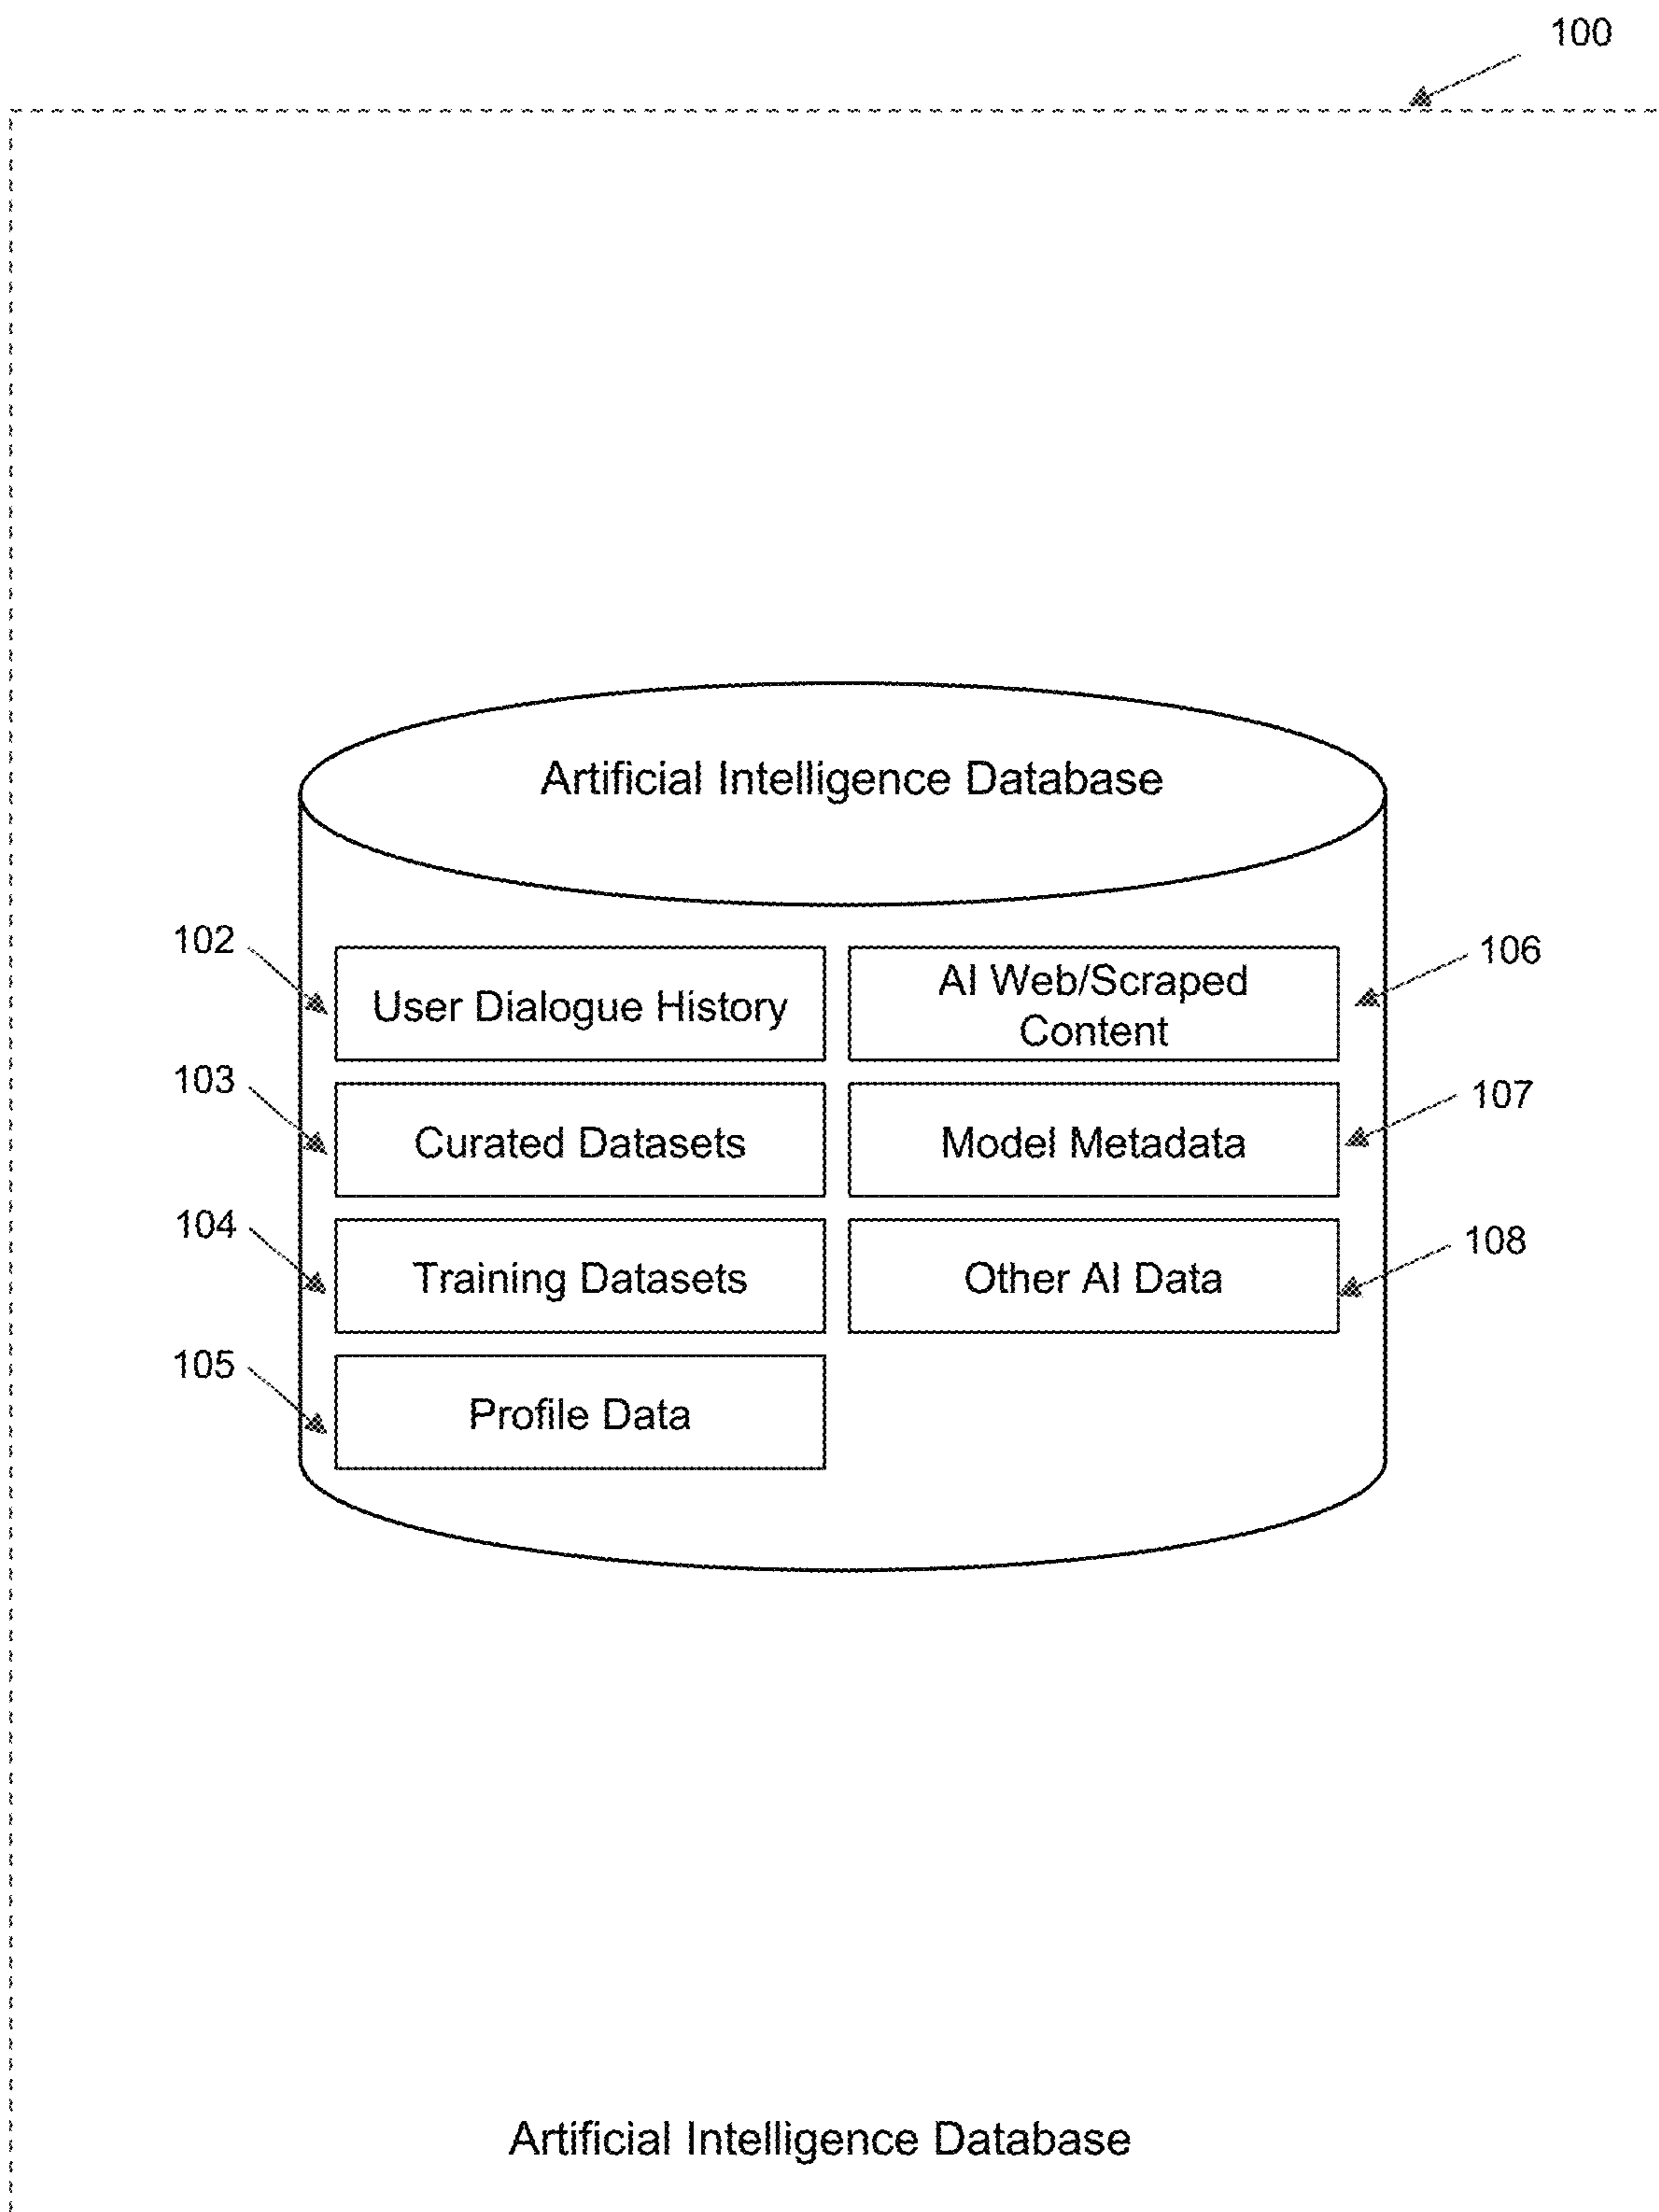 100
Artificial Intelligence Database
102
User Dialogue History
AI Web/Scraped
Content
106
103
Curated Datasets
Model Metadata
107
104
Training Datasets
Other AI Data
108
105
Profile Data
Artificial Intelligence Database